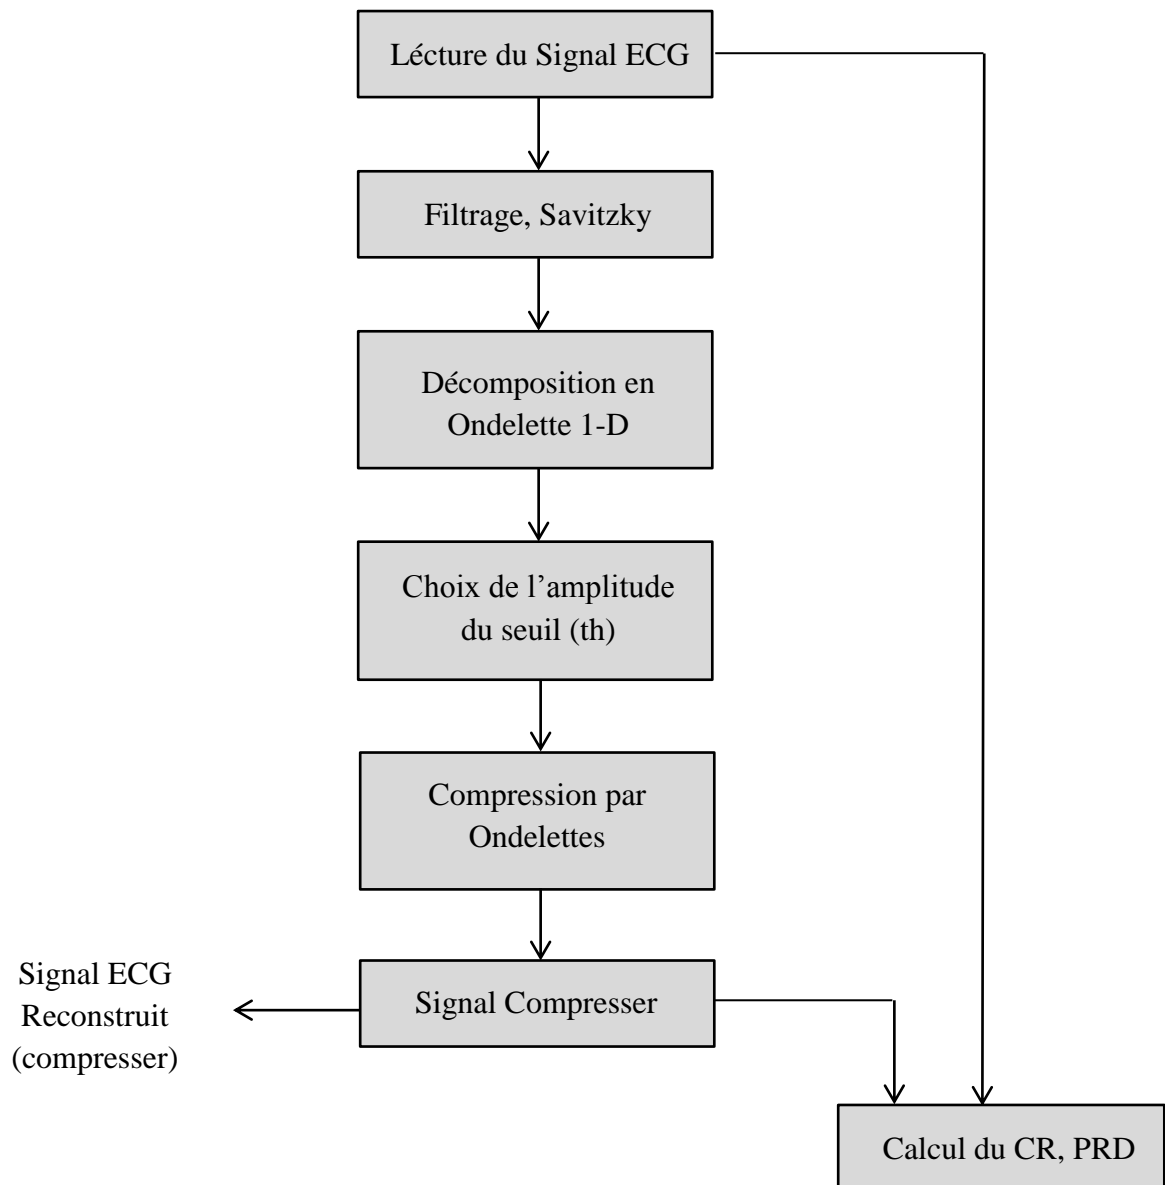 Lécture du Signal ECG
Filtrage, Savitzky
Décomposition en
Ondelette 1-D
Choix de l’amplitude
du seuil (th)
Compression par
Ondelettes
Signal Compresser
Signal ECG
Reconstruit
(compresser)
Calcul du CR, PRD